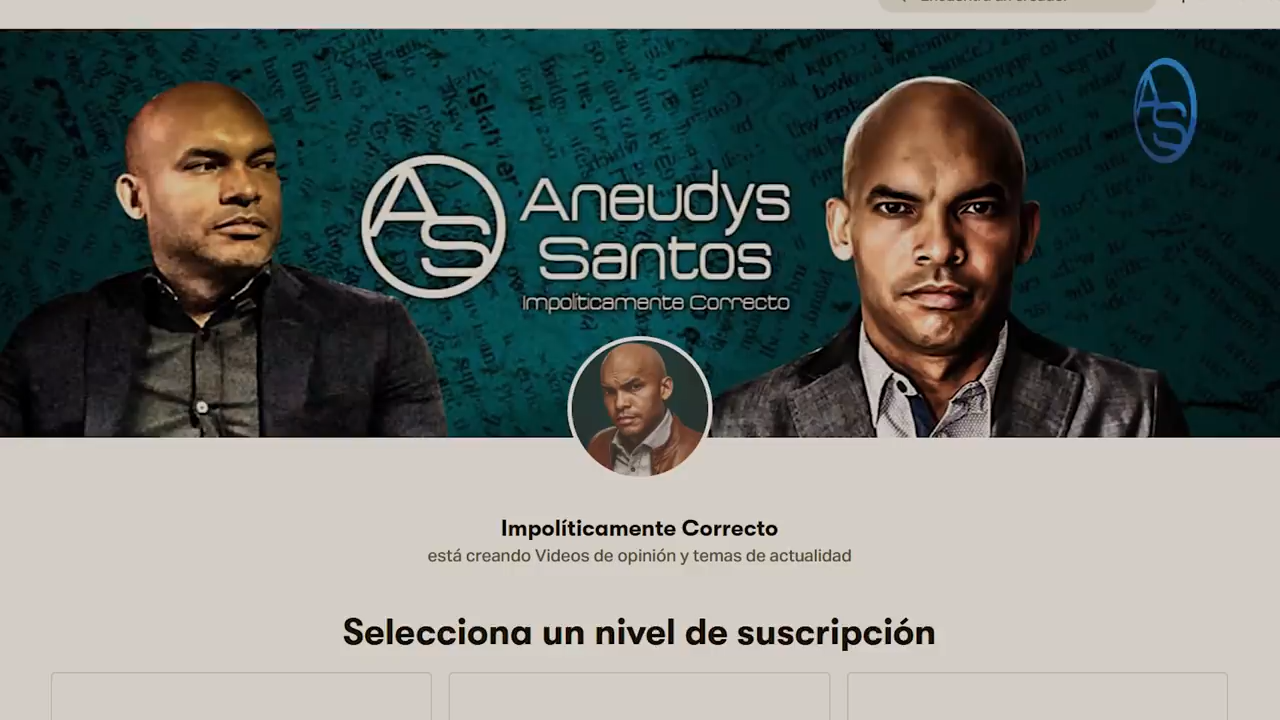 AS
Aneudys
Santos
Impolíticamente Correcto
AS
Impolíticamente Correcto
está creando Videos de opinión y temas de actualidad
Selecciona un nivel de suscripción